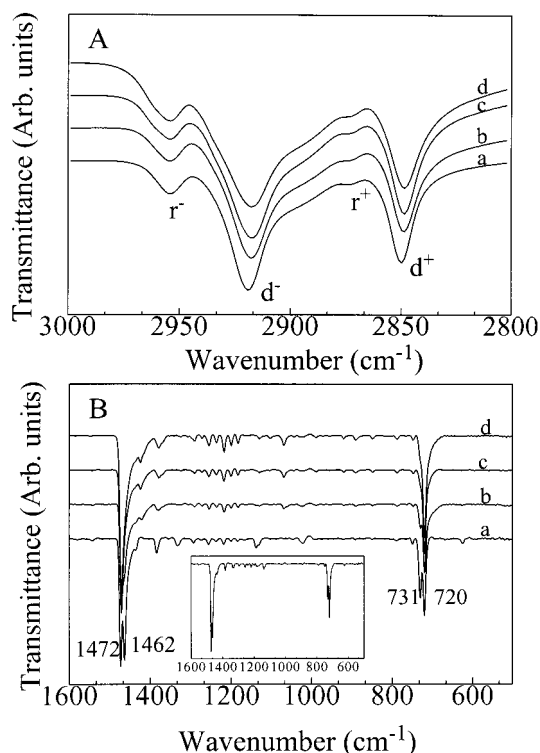 A
Transmittance (Arb. units)
d
c
b
a
r-
r+
d-
d+
3000 2950 2900 2850 2800
Wavenumber (cm-1)
B
Transmittance (Arb. units)
d
c
b
a
731 720
1472 1462
1600 1400 1200 1000 800 600
1600 1400 1200 1000 800 600
Wavenumber (cm-1)